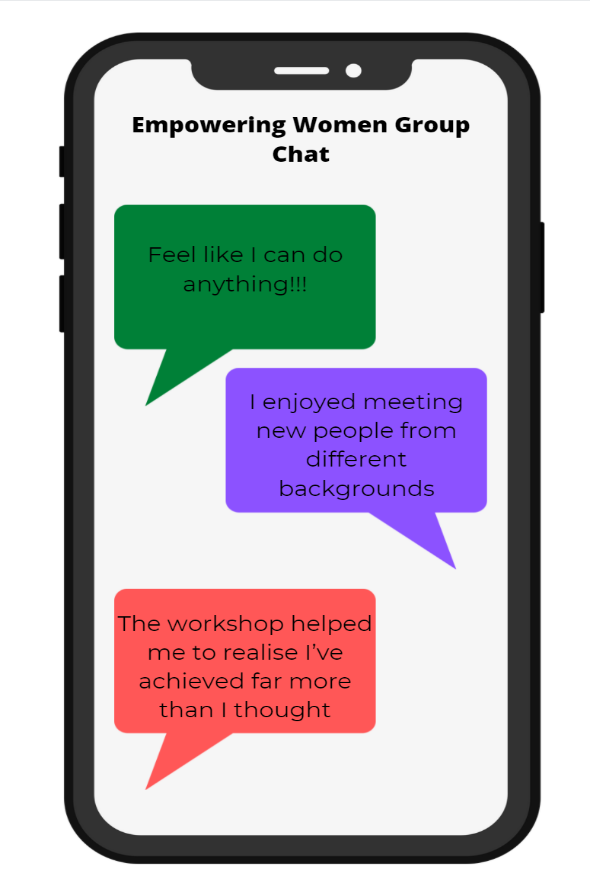 Empowering Women Group
Chat
Feel like I can do
anything!!!
I enjoyed meeting
new people from
different
backgrounds
The workshop helped
me to realise I’ve
achieved far more
than I thought